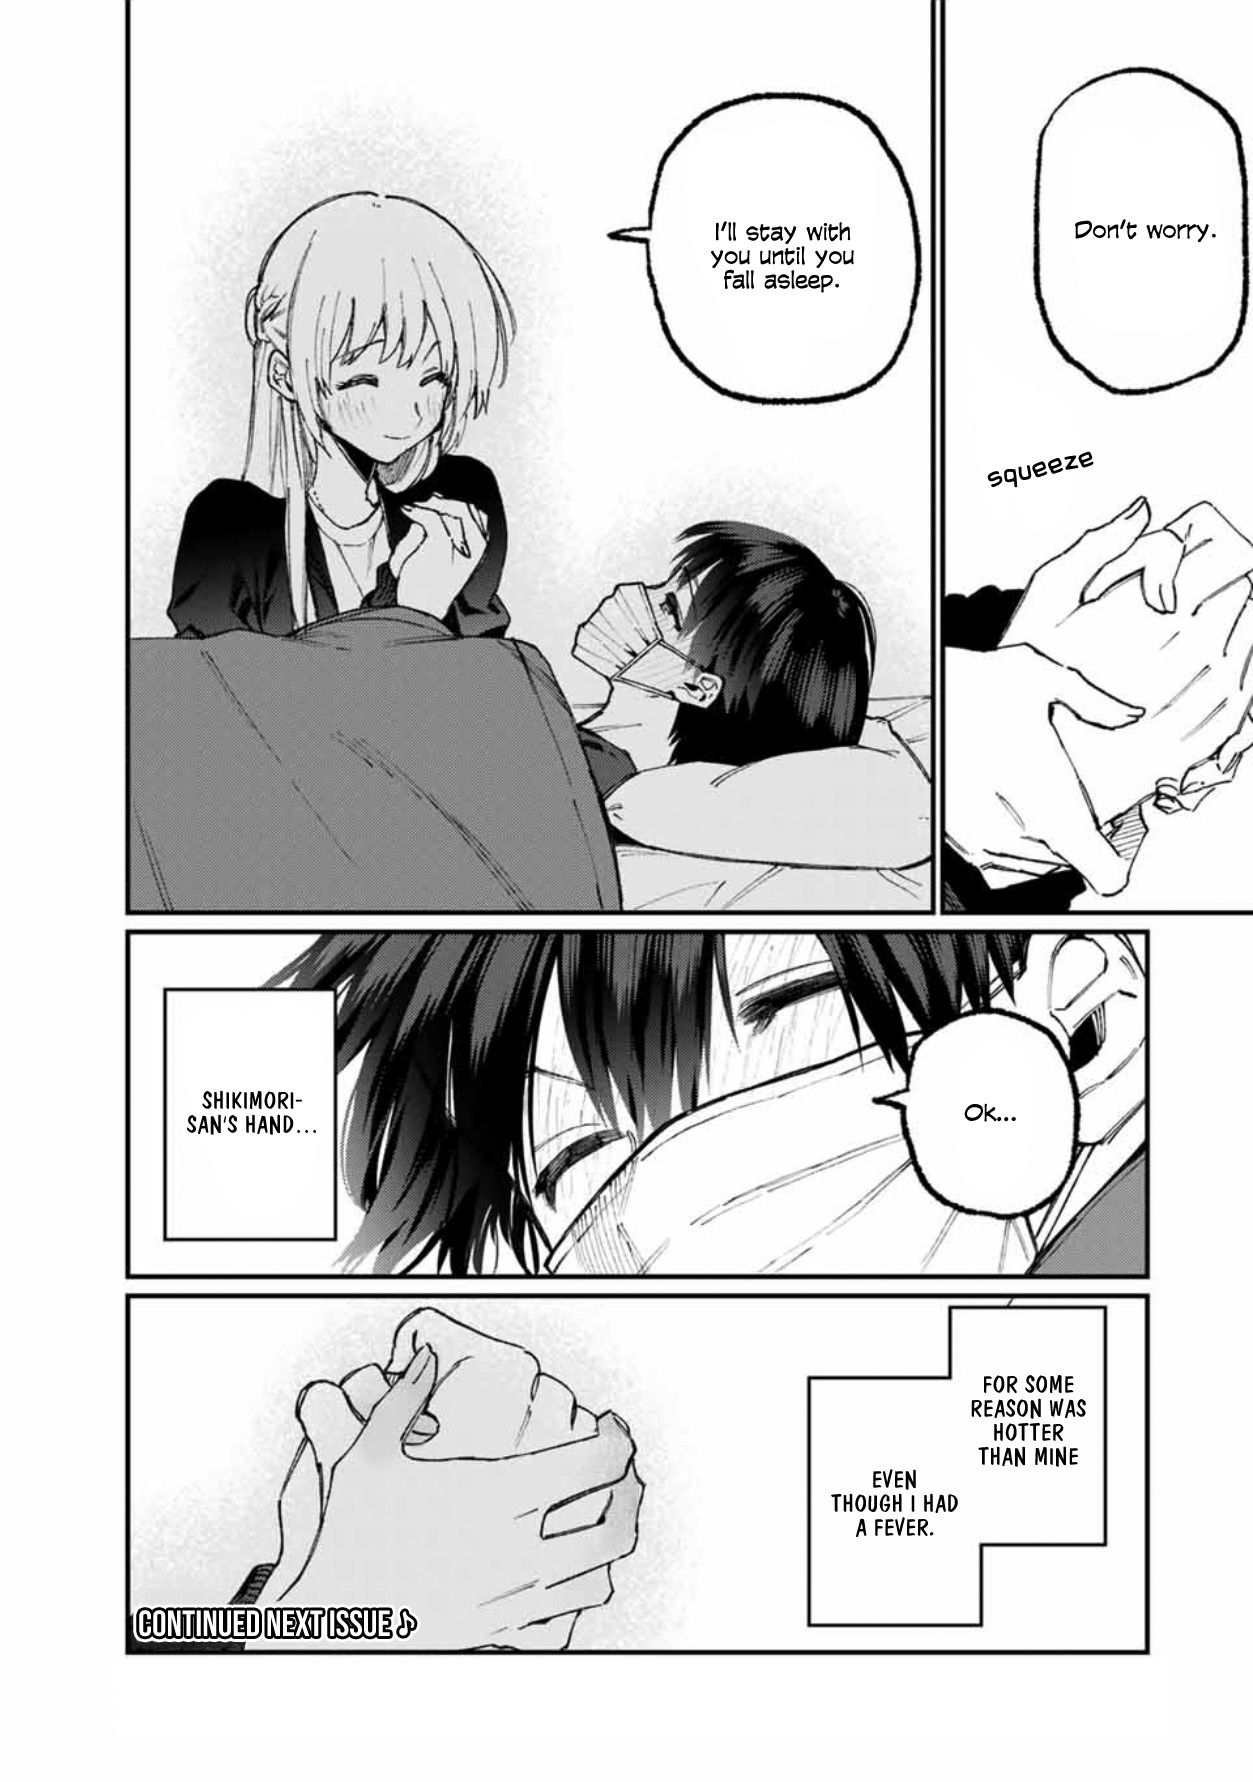 Don't worry.
squeeze
I'll stay with
you until you
fall asleep.
Ok...
SHIKIMORI-
SAN'S HAND...
FOR SOME
REASON WAS
HOTTER
THAN MINE
EVEN
THOUGH I HAD
A FEVER.
CONTINUED NEXT ISSUE♪